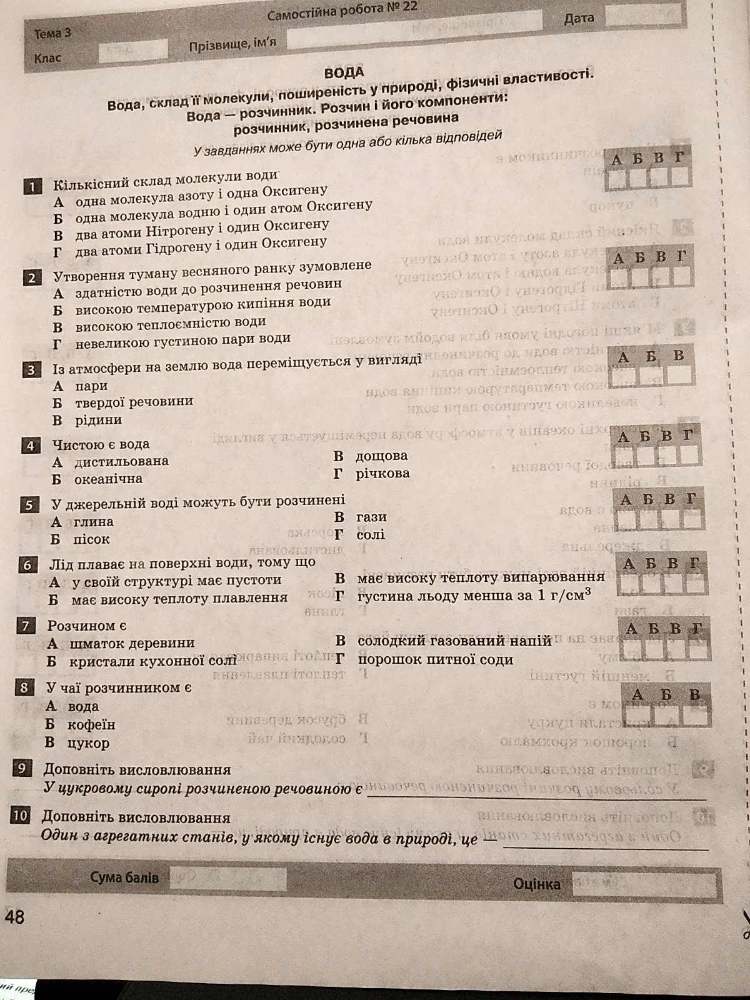 Самостійна робота № 22
Тема 3
Клас
Прізвище, ім'я
Дата
ВОДА
Вода, склад її молекули, поширеність у природі, фізичні властивості.
Вода — розчинник. Розчин і його компоненти:
розчинник, розчинена речовина
У завданнях може бути одна або кілька відповідей
1 Кількісний склад молекули води
А Б В Г
А одна молекула азоту і одна Оксигену
Б одна молекула водню і один атом Оксигену
В два атоми Нітрогену і один Оксигену
Г два атоми Гідрогену і один Оксигену
2 Утворення туману весняного ранку зумовлене
А Б В Г
А здатністю води до розчинення речовин
Б високою температурою кипіння води
В високою теплоємністю води
Г невеликою густиною пари води
3 Із атмосфери на землю вода переміщується у вигляді
А Б В
А пари
Б твердої речовини
В рідини
4 Чистою є вода
А Б В Г
А дистильована
Б океанічна
В дощова
Г річкова
5 У джерельній воді можуть бути розчинені
А Б В Г
А глина
Б пісок
В гази
Г солі
6 Лід плаває на поверхні води, тому що
А Б В Г
А у своїй структурі має пустоти
Б має високу теплоту плавлення
В має високу теплоту випарювання
Г густина льоду менша за 1 г/см³
7 Розчином є
А Б В Г
А шматок деревини
Б кристали кухонної солі
В солодкий газований напій
Г порошок питної соди
8 У чаї розчинником є
А Б В
А вода
Б кофеїн
В цукор
9 Доповніть висловлювання
У цукровому сиропі розчиненою речовиною є
10 Доповніть висловлювання
Один з агрегатних станів, у якому існує вода в природі, це —
Сума балів
Оцінка
48